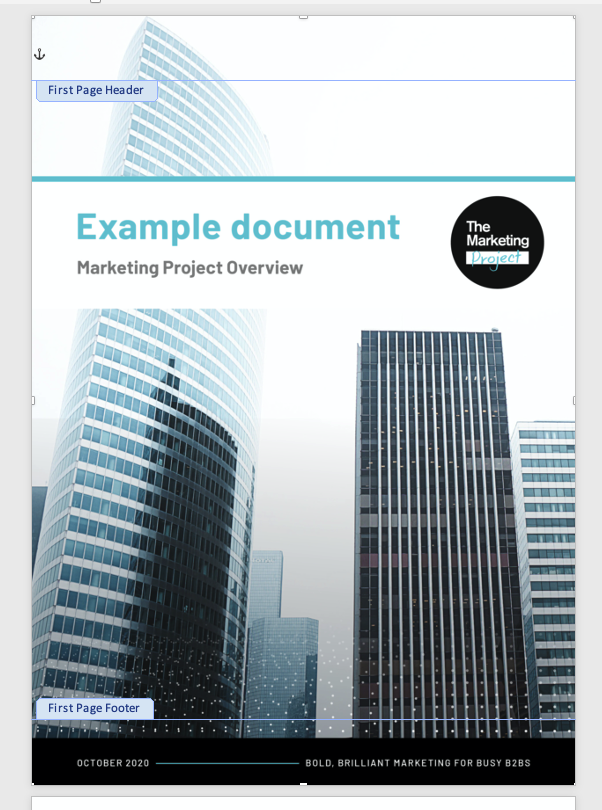 First Page Header
Example document
Marketing Project Overview
The
Marketing
Project
First Page Footer
OCTOBER 2020
BOLD, BRILLIANT MARKETING FOR BUSY B2BS